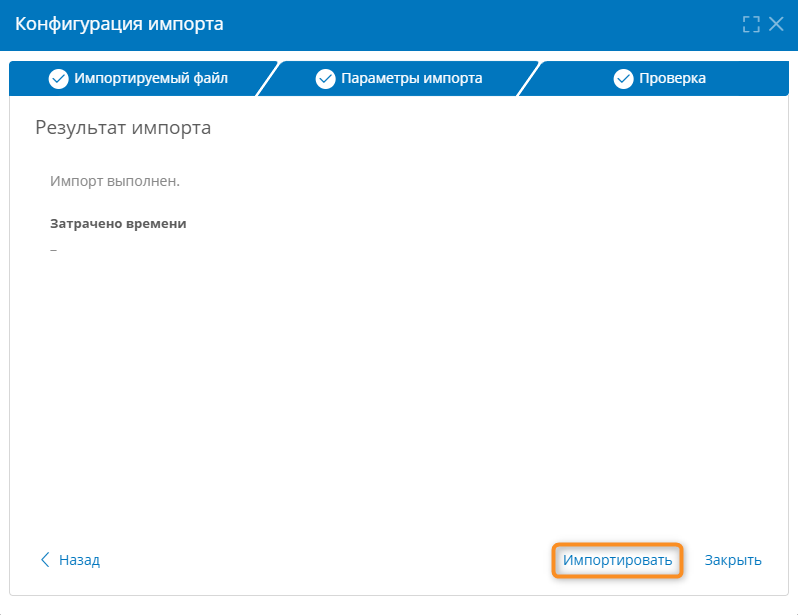 Конфигурация импорта
Импортируемый файл
Параметры импорта
Проверка
Результат импорта
Импорт выполнен.
Затрачено времени
–
Назад
Импортировать
Закрыть